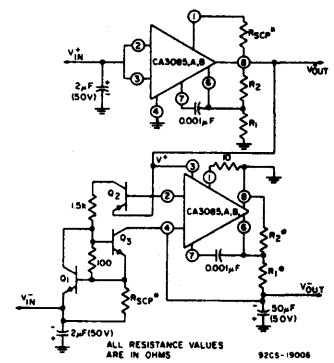 1
RSCP*
V+IN
2
3
CA3085,A,B
8
V+OUT
R2
6
7
4
2µF
(50V)
0.001µF
R1
V+
3
10
1
Q2
2
CA3085,A,B,
8
1.5k
Q3
4
6
R2*
100
7
0.001µF
R1*
Q1
RSCP*
V-IN
V-OUT
50µF
(50V)
2µF(50V)
ALL RESISTANCE VALUES
ARE IN OHMS
92CS-19006